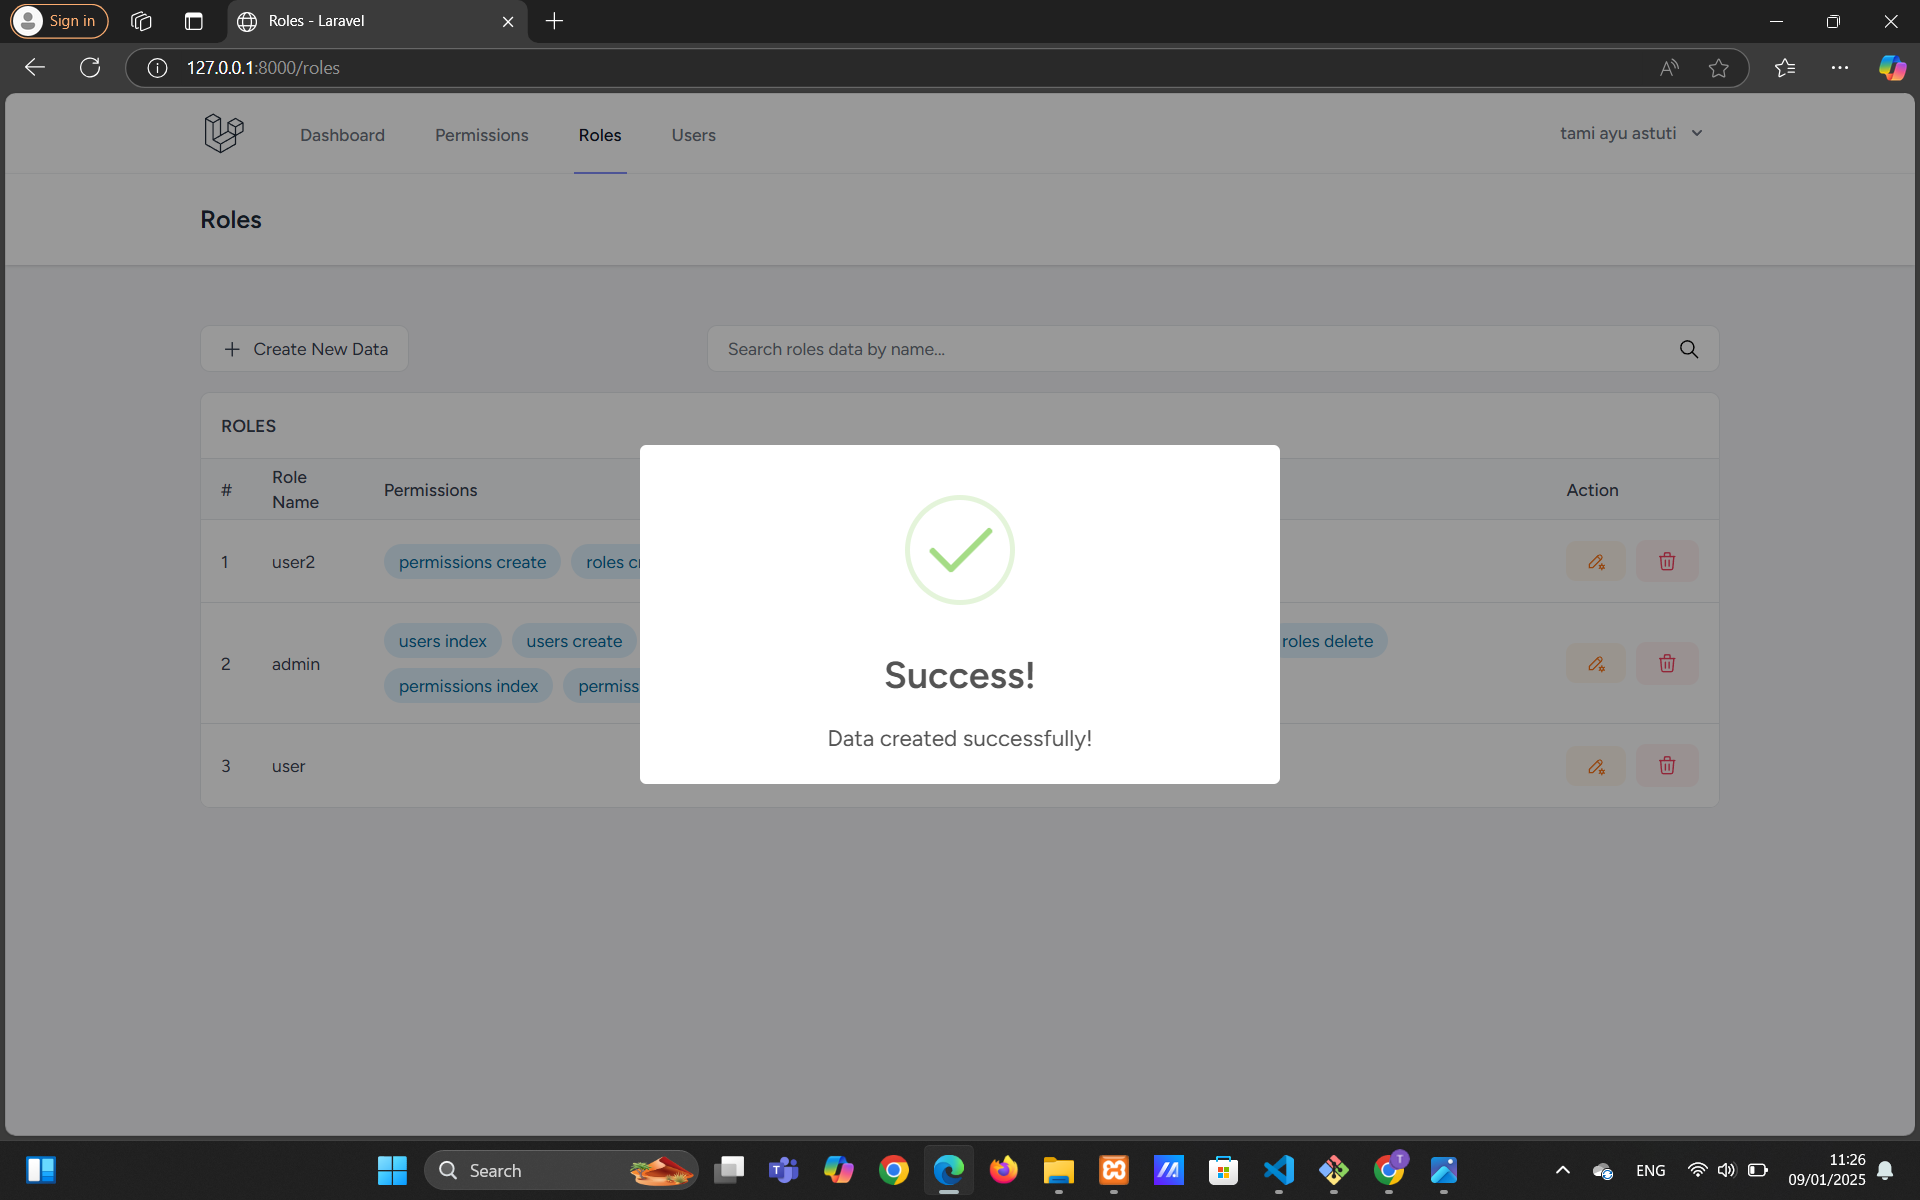 Sign in
Roles - Laravel
127.0.0.1:8000/roles
Dashboard
Permissions
Roles
Users
tami ayu astuti
Roles
Create New Data
Search roles data by name...
ROLES
#
Role
Name
Permissions
Action
1
user2
permissions create
roles
users index
users create
roles delete
2
admin
permissions index
permiss
3
user
Success!
Data created successfully!
Search
ENG
11:26
09/01/2025